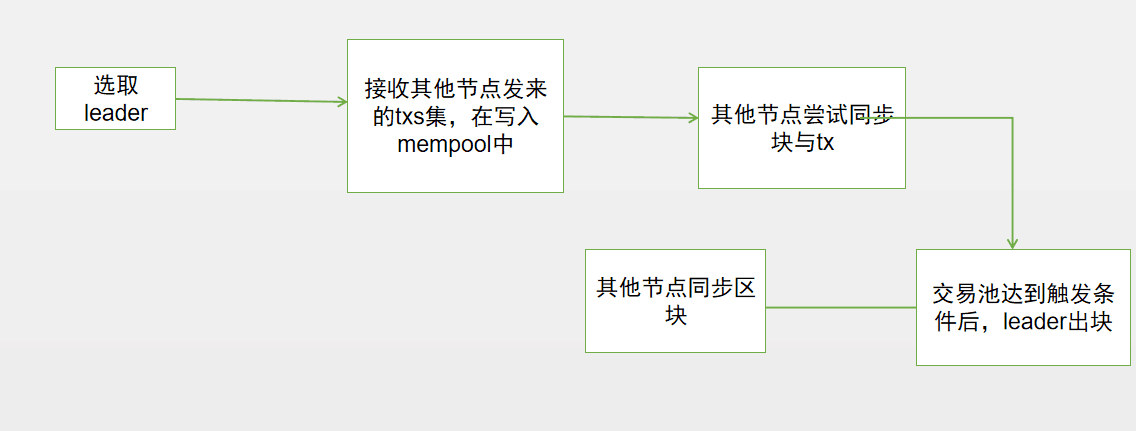 选取
leader
接收其他节点发来
的txs集，在写入
mempool中
其他节点尝试同步
块与tx
其他节点同步区
块
交易池达到触发条
件后，leader出块